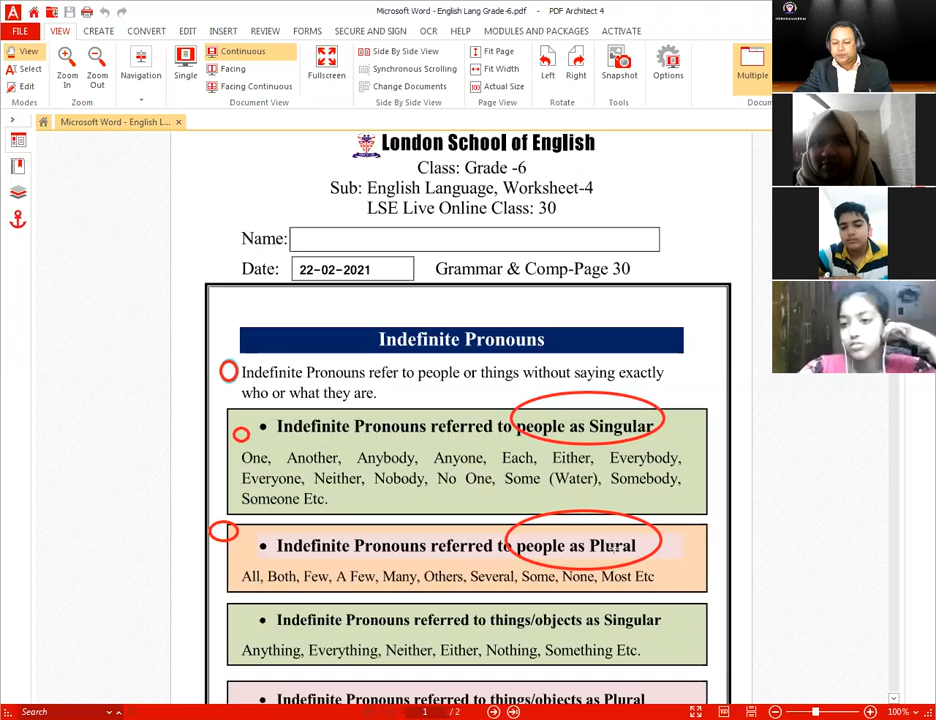 Microsoft Word - English Lang Grade-6.pdf - PDF Architect 4
FILE VIEW CREATE CONVERT EDIT INSERT REVIEW FORMS SECURE AND SIGN OCR HELP MODULES AND PACKAGES ACTIVATE
View
Select
Edit
Modes
Zoom In
Zoom Out
Zoom
Navigation
Single
Continuous
Facing
Facing Continuous
Document View
Fullscreen
Side By Side View
Synchronous Scrolling
Change Documents
Side By Side View
Fit Page
Fit Width
Actual Size
Page View
Left
Right
Rotate
Snapshot
Tools
Options
Multiple
Docum
Microsoft Word - English L...
London School of English
Class: Grade -6
Sub: English Language, Worksheet-4
LSE Live Online Class: 30
Name:
Date: 22-02-2021 Grammar & Comp-Page 30
Indefinite Pronouns
Indefinite Pronouns refer to people or things without saying exactly
who or what they are.
• Indefinite Pronouns referred to people as Singular
One, Another, Anybody, Anyone, Each, Either, Everybody,
Everyone, Neither, Nobody, No One, Some (Water), Somebody,
Someone Etc.
• Indefinite Pronouns referred to people as Plural
All, Both, Few, A Few, Many, Others, Several, Some, None, Most Etc
• Indefinite Pronouns referred to things/objects as Singular
Anything, Everything, Neither, Either, Nothing, Something Etc.
• Indefinite Pronouns referred to things/objects as Plural
Search
1 / 2
100%